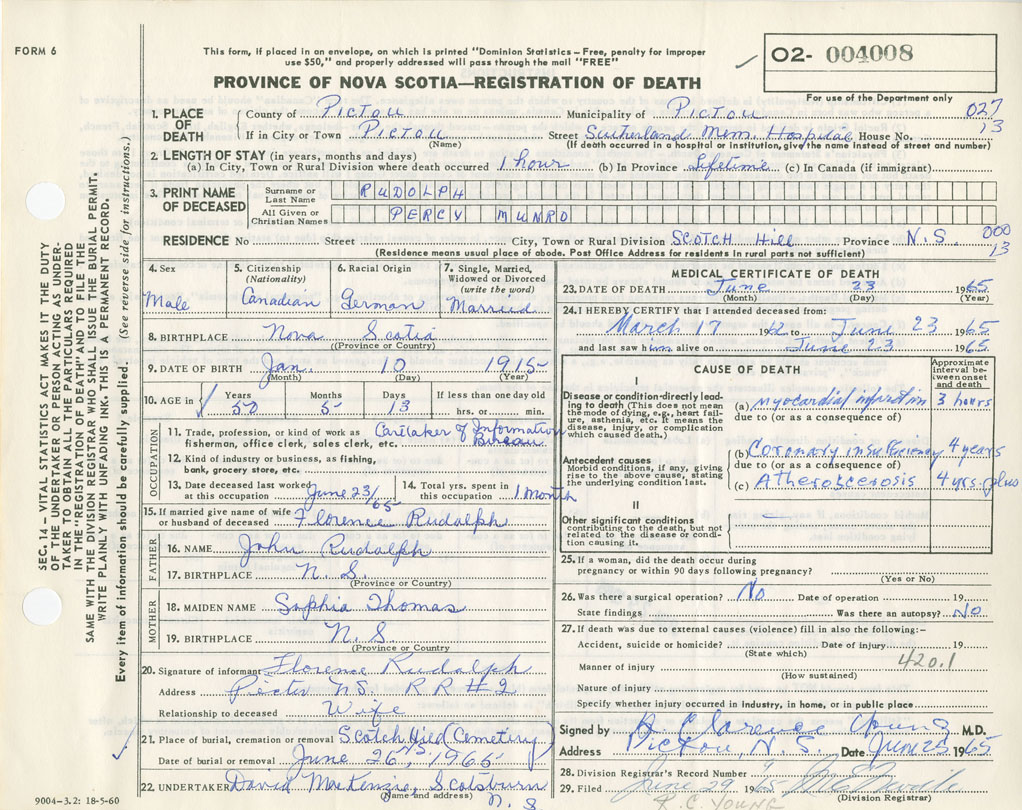 FORM 6
This form, if placed in an envelope, on which is printed "Dominion Statistics – Free, penalty for improper
use $50," and properly addressed will pass through the mail "FREE"
O2- 004008
For use of the Department only
PROVINCE OF NOVA SCOTIA—REGISTRATION OF DEATH
1. PLACE OF DEATH
County of Pictou Municipality of Pictou 027
If in City or Town Pictou Street Sutherland Mem. Hospital House No. 13
(Name) (If death occurred in a hospital or institution, give the name instead of street and number)
2. LENGTH OF STAY (in years, months and days)
(a) In City, Town or Rural Division where death occurred 1 hour (b) In Province Lifetime (c) In Canada (if immigrant)
3. PRINT NAME OF DECEASED
Surname or Last Name RUDOLPH
All Given or Christian Names PERCY MUNRO
RESIDENCE No Street City, Town or Rural Division SCOTCH Hill Province N.S. 000 13
(Residence means usual place of abode. Post Office Address for residents in rural parts not sufficient)
4. Sex Male
5. Citizenship (Nationality) Canadian
6. Racial Origin German
7. Single, Married, Widowed or Divorced (write the word) Married
8. BIRTHPLACE Nova Scotia
(Province or Country)
9. DATE OF BIRTH Jan. 10 1915
(Month) (Day) (Year)
10. AGE in Years 50 Months 5 Days 13 If less than one day old hrs. or min.
OCCUPATION
11. Trade, profession, or kind of work as Caretaker of Information
fisherman, office clerk, sales clerk, etc. Bureau
12. Kind of industry or business, as fishing,
bank, grocery store, etc.
13. Date deceased last worked at this occupation June 23/65
14. Total yrs. spent in this occupation 1 Month
15. If married give name of wife or husband of deceased Florence Rudolph
FATHER
16. NAME John Rudolph
17. BIRTHPLACE N.S.
(Province or Country)
MOTHER
18. MAIDEN NAME Sophia Thomas
19. BIRTHPLACE N.S.
(Province or Country)
20. Signature of informant Florence Rudolph
Address Pictou N.S. RR#2
Relationship to deceased Wife
21. Place of burial, cremation or removal Scotch Hill (Cemetery) N.S.
Date of burial or removal June 26, 1965
22. UNDERTAKER David MacKenzie, Scotsburn N.S
(Name and address)
MEDICAL CERTIFICATE OF DEATH
23. DATE OF DEATH June 23 1965
(Month) (Day) (Year)
24. I HEREBY CERTIFY that I attended deceased from:
March 17 1962 to June 23 1965
and last saw him alive on June 23 1965
CAUSE OF DEATH
Approximate interval between onset and death
I
Disease or condition directly leading to death (This does not mean the mode of dying, e.g., heart failure, asthenia, etc. It means the disease, injury, or complication which caused death.)
(a) myocardial infarction 3 hours
due to (or as a consequence of)
Antecedent causes
Morbid conditions, if any, giving rise to the above cause, stating the underlying condition last.
(b) Coronary insufficiency 4 years
due to (or as a consequence of)
(c) Atheroscerosis 4 yrs. plus
II
Other significant conditions
contributing to the death, but not related to the disease or condition causing it.
25. If a woman, did the death occur during
pregnancy or within 90 days following pregnancy?
(Yes or No)
26. Was there a surgical operation? No Date of operation 19
State findings Was there an autopsy? No
27. If death was due to external causes (violence) fill in also the following:–
Accident, suicide or homicide? Date of injury 19
(State which) 420.1
Manner of injury
(How sustained)
Nature of injury
Specify whether injury occurred in industry, in home, or in public place
Signed by B. Clarence Young M.D.
Address Pictou, N.S. Date June 25 1965
28. Division Registrar's Record Number
29. Filed June 29 1965
(Division Registrar)
R.C. YOUNG
SEC. 14 – VITAL STATISTICS ACT MAKES IT THE DUTY
OF THE UNDERTAKER OR PERSON ACTING AS UNDERTAKER
TO OBTAIN ALL THE PARTICULARS REQUIRED
IN THE "REGISTRATION OF DEATH" AND TO FILE THE
SAME WITH THE DIVISION REGISTRAR WHO SHALL ISSUE THE BURIAL PERMIT.
WRITE PLAINLY WITH UNFADING INK. THIS IS A PERMANENT RECORD.
Every item of information should be carefully supplied. (See reverse side for instructions.)
9004–3.2: 18-5-60